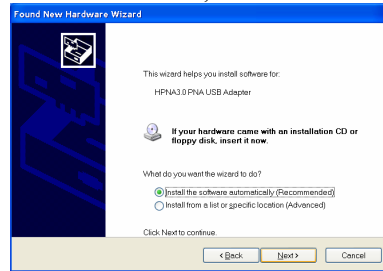 Found New Hardware Wizard
This wizard helps you install software for:
HPNA3.0 PNA USB Adapter
If your hardware came with an installation CD or
floppy disk, insert it now.
What do you want the wizard to do?
Install the software automatically (Recommended)
Install from a list or specific location (Advanced)
Click Next to continue.
< Back
Next >
Cancel